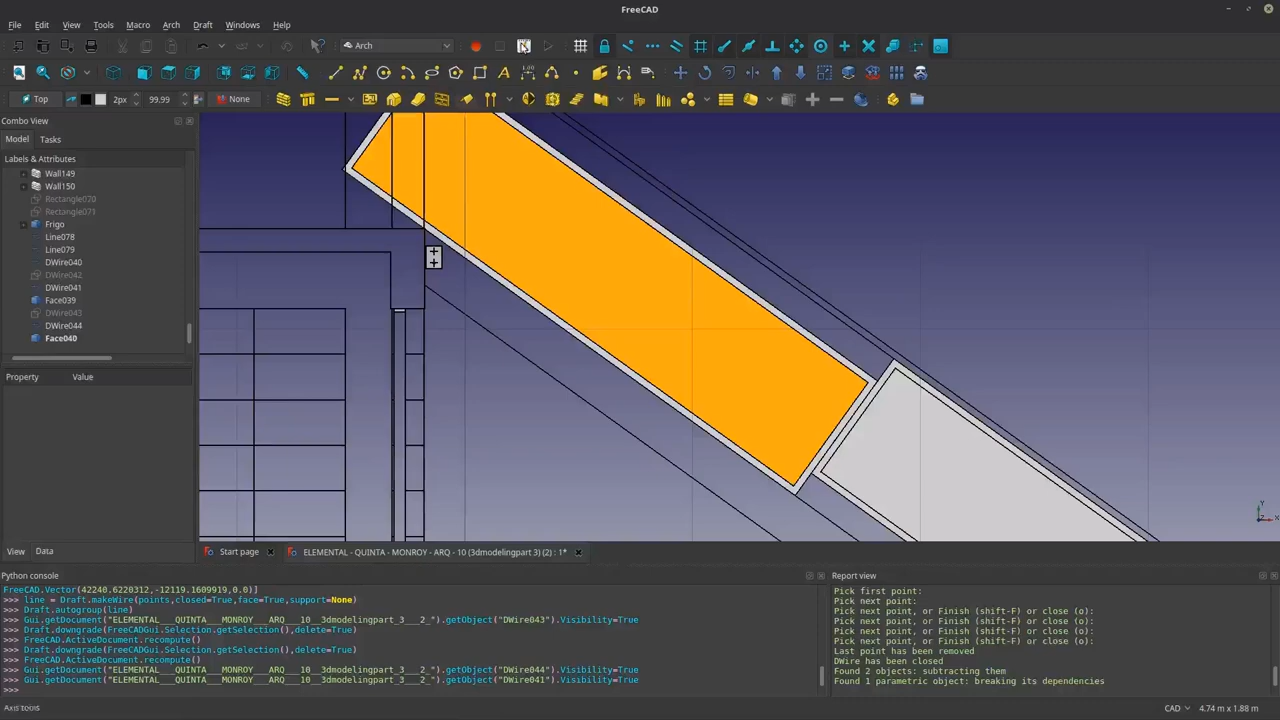 FreeCAD
File Edit View Tools Macro Arch Draft Windows Help
Arch
Top 2px 99.99 None
Combo View
Model Tasks
Labels & Attributes
Wall149
Wall150
Rectangle020
Rectangle071
Frigo
Line078
Line079
DWire040
DWire042
DWire041
Face039
DWire043
DWire044
Face040
Property Value
View Data
Start page ELEMENTAL - QUINTA - MONROY - ARQ - 10 (3dmodelingpart 3) (2) : 1*
Python console
FreeCAD.Vector(42240.6220312,-12119.1609919,0.0)]
>>> line = Draft.makeWire(points,closed=True,face=True,support=None)
>>> Draft.autogroup(line)
>>> Gui.getDocument("ELEMENTAL___QUINTA___MONROY___ARQ___10__3dmodelingpart_3___2_").getObject("DWire043").Visibility=True
>>> Draft.downgrade(FreeCADGui.Selection.getSelection(),delete=True)
>>> FreeCAD.ActiveDocument.recompute()
>>> Draft.downgrade(FreeCADGui.Selection.getSelection(),delete=True)
>>> FreeCAD.ActiveDocument.recompute()
>>> Gui.getDocument("ELEMENTAL___QUINTA___MONROY___ARQ___10__3dmodelingpart_3___2_").getObject("DWire044").Visibility=True
>>> Gui.getDocument("ELEMENTAL___QUINTA___MONROY___ARQ___10__3dmodelingpart_3___2_").getObject("DWire041").Visibility=True
>>>
Report view
Pick first point:
Pick next point:
Pick next point, or Finish (shift-F) or close (o):
Pick next point, or Finish (shift-F) or close (o):
Pick next point, or Finish (shift-F) or close (o):
Pick next point, or Finish (shift-F) or close (o):
Last point has been removed
DWire has been closed
Found 2 objects: subtracting them
Found 1 parametric object: breaking its dependencies
Axis tools
CAD 4.74 m x 1.88 m